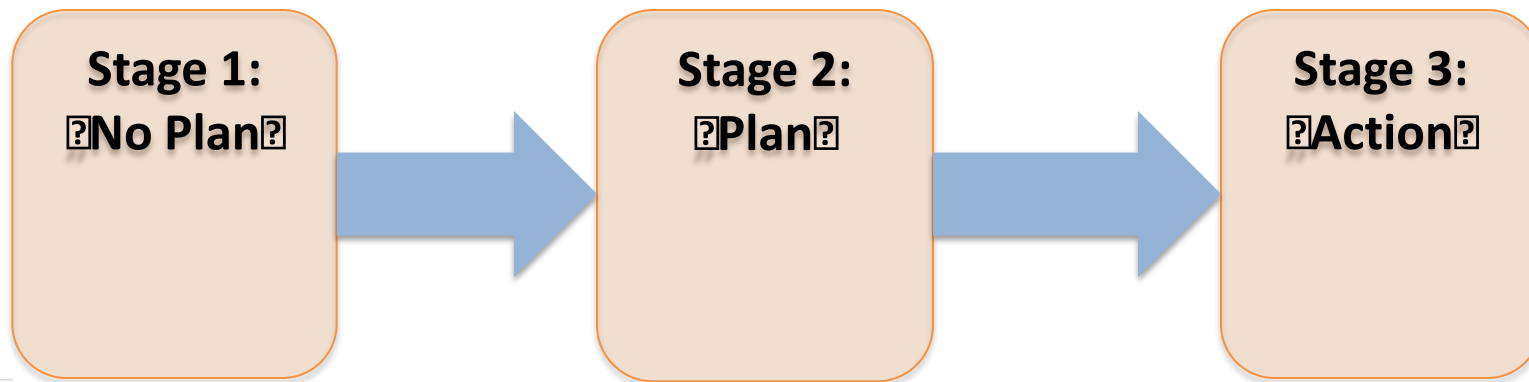 Stage 1:
⍰No Plan⍰
Stage 2:
⍰Plan⍰
Stage 3:
⍰Action⍰